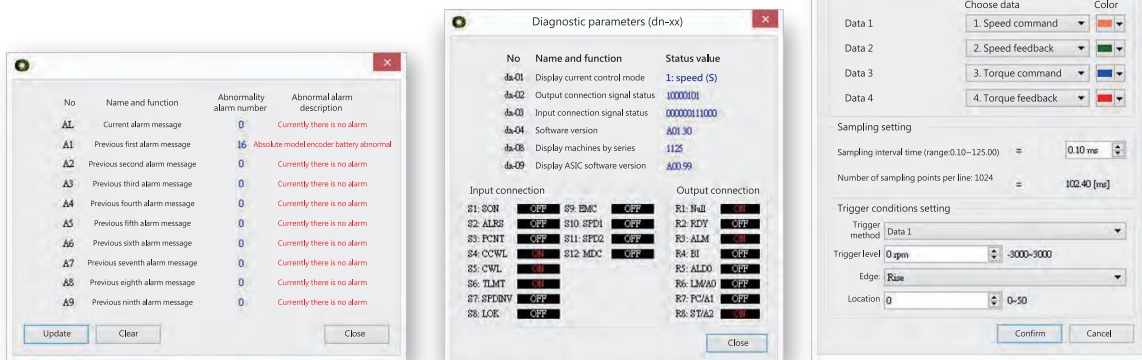 No Name and function Abnormality alarm number Abnormal alarm description
AL Current alarm message 0 Currently there is no alarm
A1 Previous first alarm message 16 Absolute model encoder battery abnormal
A2 Previous second alarm message 0 Currently there is no alarm
A3 Previous third alarm message 0 Currently there is no alarm
A4 Previous fourth alarm message 0 Currently there is no alarm
A5 Previous fifth alarm message 0 Currently there is no alarm
A6 Previous sixth alarm message 0 Currently there is no alarm
A7 Previous seventh alarm message 0 Currently there is no alarm
A8 Previous eighth alarm message 0 Currently there is no alarm
A9 Previous ninth alarm message 0 Currently there is no alarm
Update Clear Close
Diagnostic parameters (dn-xx)
No Name and function Status value
dn-01 Display current control mode 1: speed (S)
dn-02 Output connection signal status 10000101
dn-03 Input connection signal status 000000111000
dn-04 Software version A01.30
dn-08 Display machines by series 1125
dn-09 Display ASIC software version A00.99
Input connection Output connection
S1: SON OFF S9: EMC OFF R1: Null ON
S2: ALRS OFF S10: SPD1 OFF R2: RDY OFF
S3: PCNT OFF S11: SPD2 OFF R3: ALM ON
S4: CCWL ON S12: MDC OFF R4: BI OFF
S5: CWL ON R5: ALD0 OFF
S6: TLMT ON R6: LM/A0 OFF
S7: SPDINV OFF R7: PC/A1 OFF
S8: LOK OFF R8: ST/A2 ON
Close
Choose data Color
Data 1 1. Speed command
Data 2 2. Speed feedback
Data 3 3. Torque command
Data 4 4. Torque feedback
Sampling setting
Sampling interval time (range:0.10~125.00) = 0.10 ms
Number of sampling points per line: 1024 = 102.40 [ms]
Trigger conditions setting
Trigger method Data 1
Trigger level 0 rpm -3000~3000
Edge: Rise
Location 0 0~50
Confirm Cancel